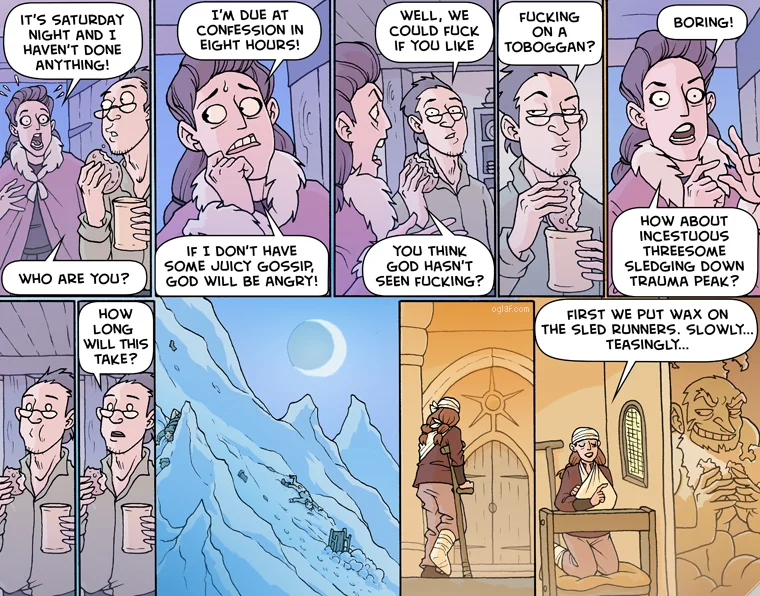 IT'S SATURDAY
NIGHT AND I
HAVEN'T DONE
ANYTHING!
WHO ARE YOU?
I'M DUE AT
CONFESSION IN
EIGHT HOURS!
IF I DON'T HAVE
SOME JUICY GOSSIP,
GOD WILL BE ANGRY!
WELL, WE
COULD FUCK
IF YOU LIKE
YOU THINK
GOD HASN'T
SEEN FUCKING?
FUCKING
ON A
TOBOGGAN?
BORING!
HOW ABOUT
INCESTUOUS
THREESOME
SLEDGING DOWN
TRAUMA PEAK?
HOW
LONG
WILL THIS
TAKE?
oglaf.com
FIRST WE PUT WAX ON
THE SLED RUNNERS. SLOWLY...
TEASINGLY...